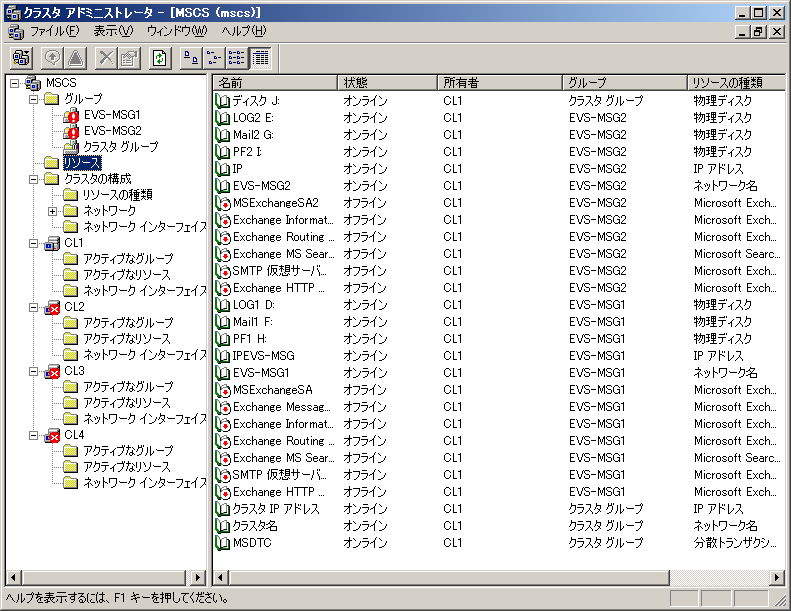 クラスタ アドミニストレータ - [MSCS (mscs)]
ファイル(F) 表示(V) ウィンドウ(W) ヘルプ(H)
MSCS
グループ
EVS-MSG1
EVS-MSG2
クラスタ グループ
リソース
クラスタの構成
リソースの種類
ネットワーク
ネットワーク インターフェイス
CL1
アクティブなグループ
アクティブなリソース
ネットワーク インターフェイス
CL2
アクティブなグループ
アクティブなリソース
ネットワーク インターフェイス
CL3
アクティブなグループ
アクティブなリソース
ネットワーク インターフェイス
CL4
アクティブなグループ
アクティブなリソース
ネットワーク インターフェイス
名前 状態 所有者 グループ リソースの種類
ディスク J: オンライン CL1 クラスタ グループ 物理ディスク
LOG2 E: オンライン CL1 EVS-MSG2 物理ディスク
Mail2 G: オンライン CL1 EVS-MSG2 物理ディスク
PF2 I: オンライン CL1 EVS-MSG2 物理ディスク
IP オンライン CL1 EVS-MSG2 IP アドレス
EVS-MSG2 オンライン CL1 EVS-MSG2 ネットワーク名
MSExchangeSA2 オフライン CL1 EVS-MSG2 Microsoft Exch...
Exchange Informat... オフライン CL1 EVS-MSG2 Microsoft Exch...
Exchange Routing ... オフライン CL1 EVS-MSG2 Microsoft Exch...
Exchange MS Sear... オフライン CL1 EVS-MSG2 Microsoft Searc...
SMTP 仮想サーバ... オフライン CL1 EVS-MSG2 Microsoft Exch...
Exchange HTTP ... オフライン CL1 EVS-MSG2 Microsoft Exch...
LOG1 D: オンライン CL1 EVS-MSG1 物理ディスク
Mail1 F: オンライン CL1 EVS-MSG1 物理ディスク
PF1 H: オンライン CL1 EVS-MSG1 物理ディスク
IPEVS-MSG オンライン CL1 EVS-MSG1 IP アドレス
EVS-MSG1 オンライン CL1 EVS-MSG1 ネットワーク名
MSExchangeSA オフライン CL1 EVS-MSG1 Microsoft Exch...
Exchange Messag... オフライン CL1 EVS-MSG1 Microsoft Exch...
Exchange Informat... オフライン CL1 EVS-MSG1 Microsoft Exch...
Exchange Routing ... オフライン CL1 EVS-MSG1 Microsoft Exch...
Exchange MS Sear... オフライン CL1 EVS-MSG1 Microsoft Searc...
SMTP 仮想サーバ... オフライン CL1 EVS-MSG1 Microsoft Exch...
Exchange HTTP ... オフライン CL1 EVS-MSG1 Microsoft Exch...
クラスタ IP アドレス オンライン CL1 クラスタ グループ IP アドレス
クラスタ名 オンライン CL1 クラスタ グループ ネットワーク名
MSDTC オンライン CL1 クラスタ グループ 分散トランザクシ...
ヘルプを表示するには、F1 キーを押してください。